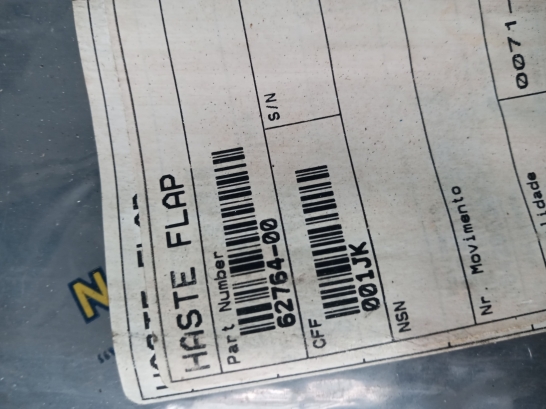 HASTE FLAP
Part Number
62764-00
S/N
CFF
001JK
NSN
Nr. Movimento
0071-
lidade
N